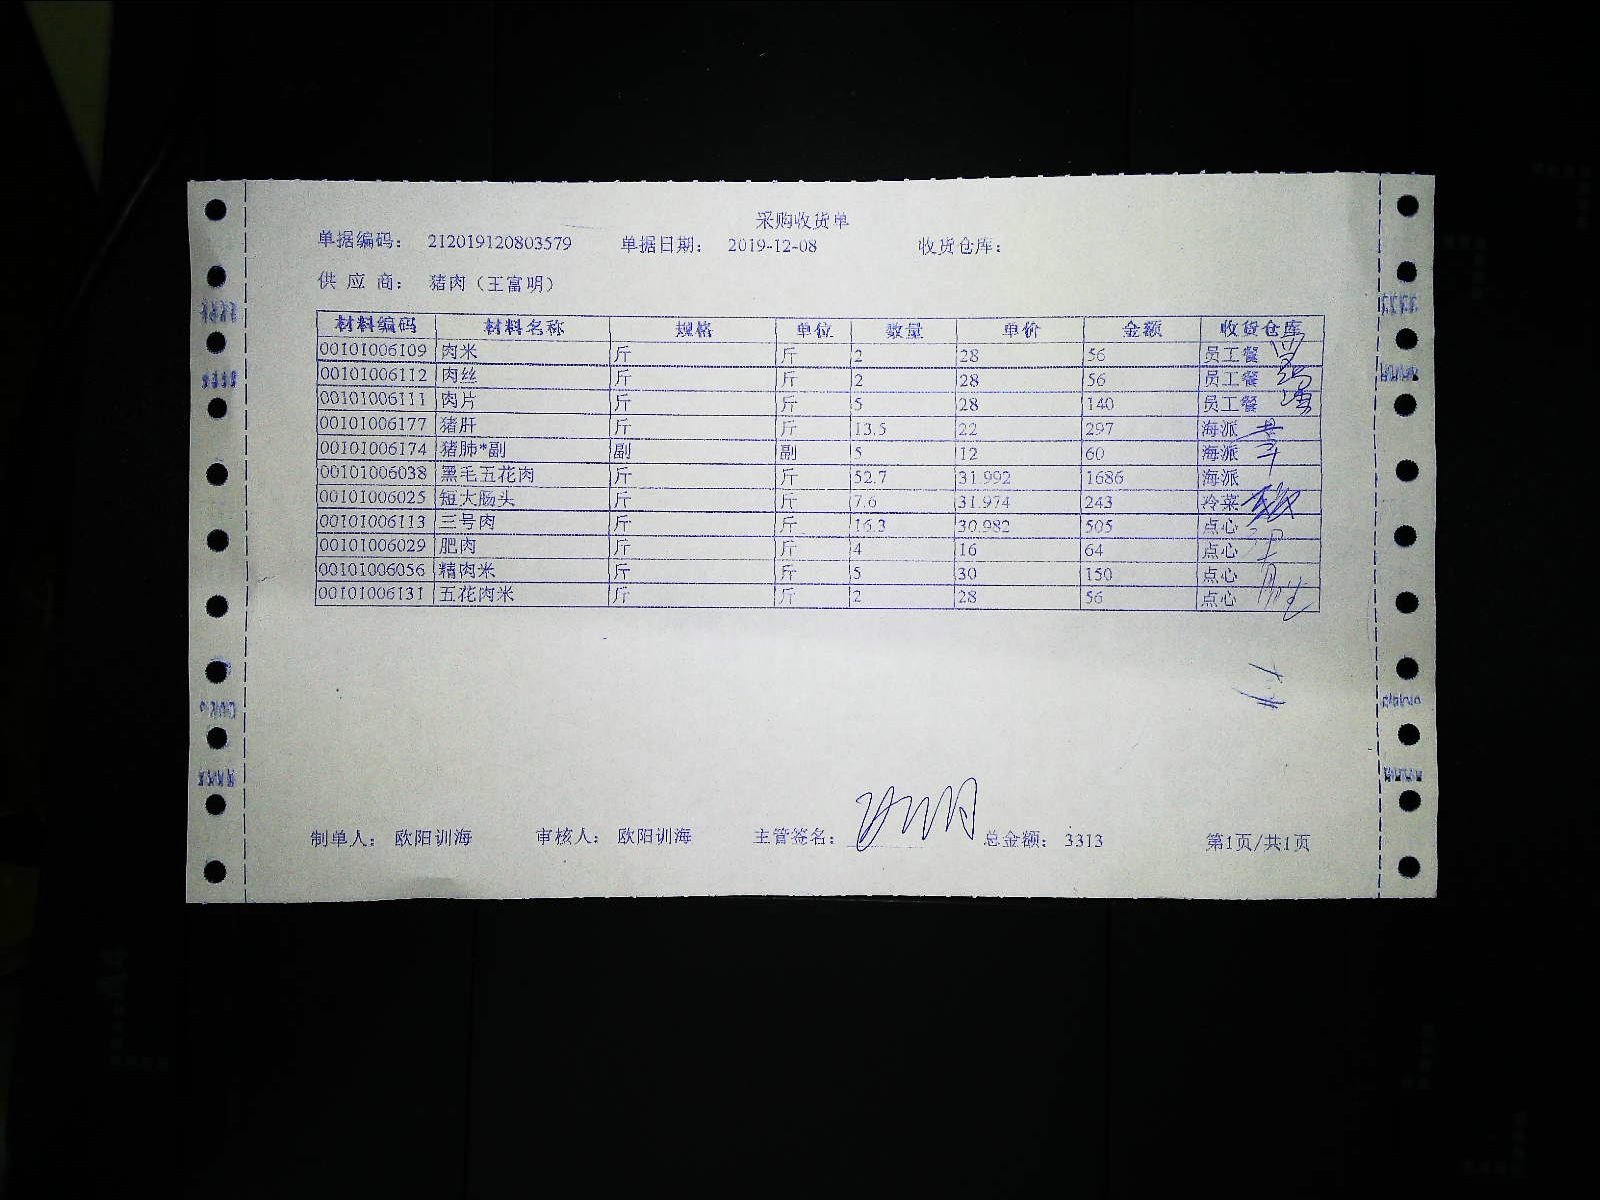 采购收货单
单据编码： 212019120803579 单据日期： 2019-12-08 收货仓库：
供 应 商： 猪肉（王富明）
材料编码 材料名称 规格 单位 数量 单价 金额 收货仓库
00101006109 肉米 斤 斤 2 28 56 员工餐
00101006112 肉丝 斤 斤 2 28 56 员工餐
00101006111 肉片 斤 斤 5 28 140 员工餐
00101006177 猪肝 斤 斤 13.5 22 297 海派
00101006174 猪肺*副 副 副 5 12 60 海派
00101006038 黑毛五花肉 斤 斤 52.7 31.992 1686 海派
00101006025 短大肠头 斤 斤 7.6 31.974 243 冷菜
00101006113 三号肉 斤 斤 16.3 30.982 505 点心
00101006029 肥肉 斤 斤 4 16 64 点心
00101006056 精肉米 斤 斤 5 30 150 点心
00101006131 五花肉米 斤 斤 2 28 56 点心
制单人： 欧阳训海 审核人： 欧阳训海 主管签名： 总金额： 3313 第1页/共1页